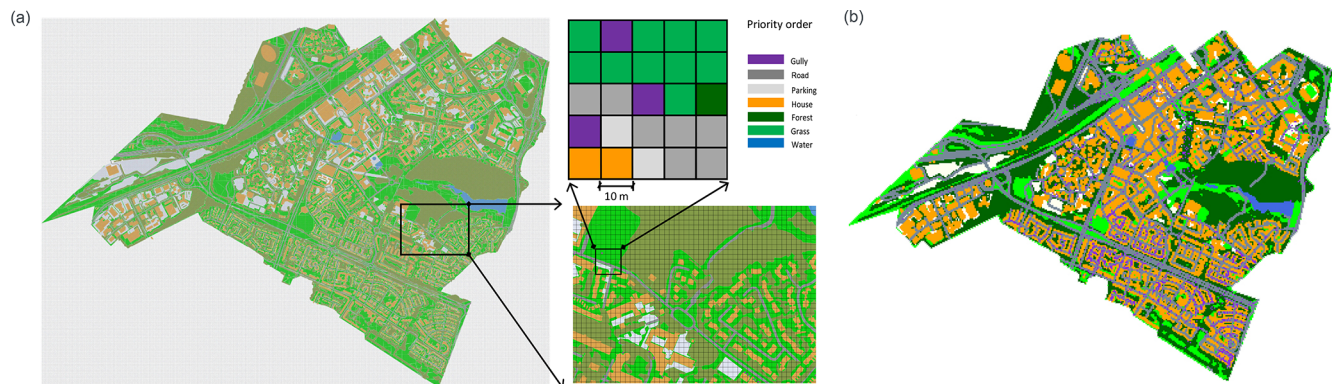 (a)
Priority order
Gully
Road
Parking
House
Forest
Grass
Water
10 m
(b)